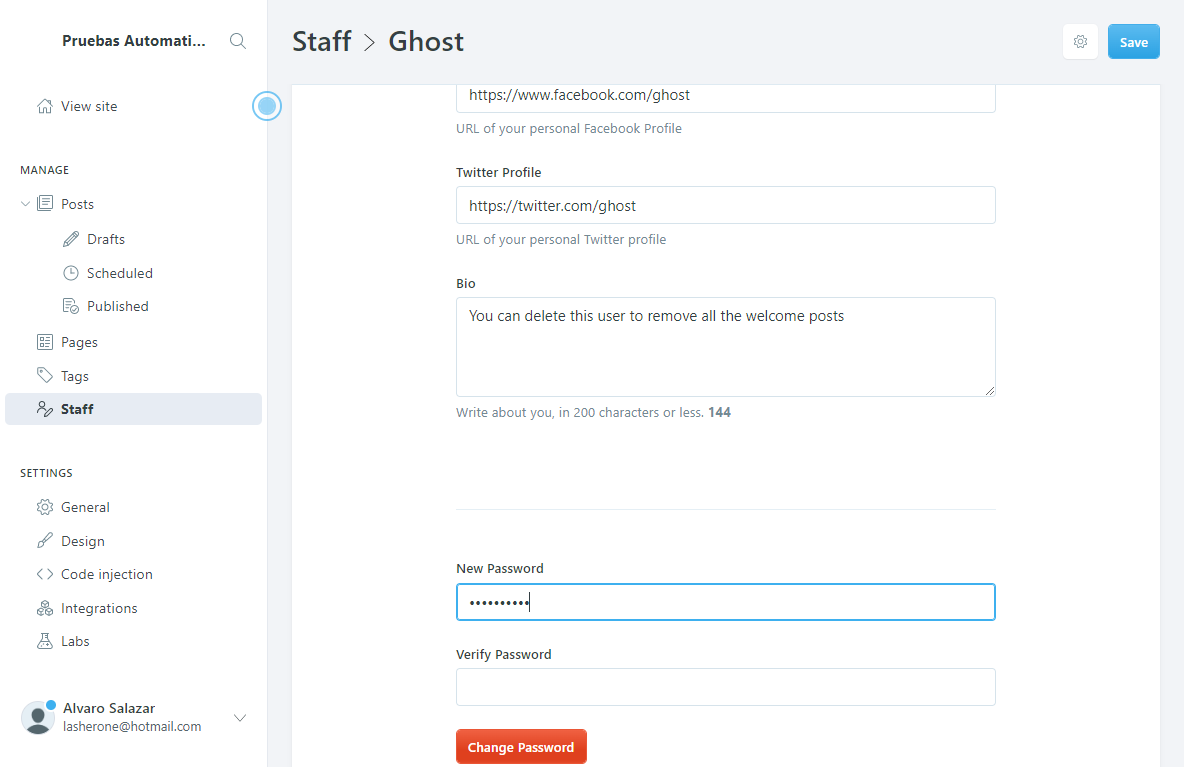 Pruebas Automati...
View site
MANAGE
Posts
Drafts
Scheduled
Published
Pages
Tags
Staff
SETTINGS
General
Design
Code injection
Integrations
Labs
Alvaro Salazar
lasherone@hotmail.com
Staff > Ghost
Save
https://www.facebook.com/ghost
URL of your personal Facebook Profile
Twitter Profile
https://twitter.com/ghost
URL of your personal Twitter profile
Bio
You can delete this user to remove all the welcome posts
Write about you, in 200 characters or less. 144
New Password
••••••••••
Verify Password
Change Password